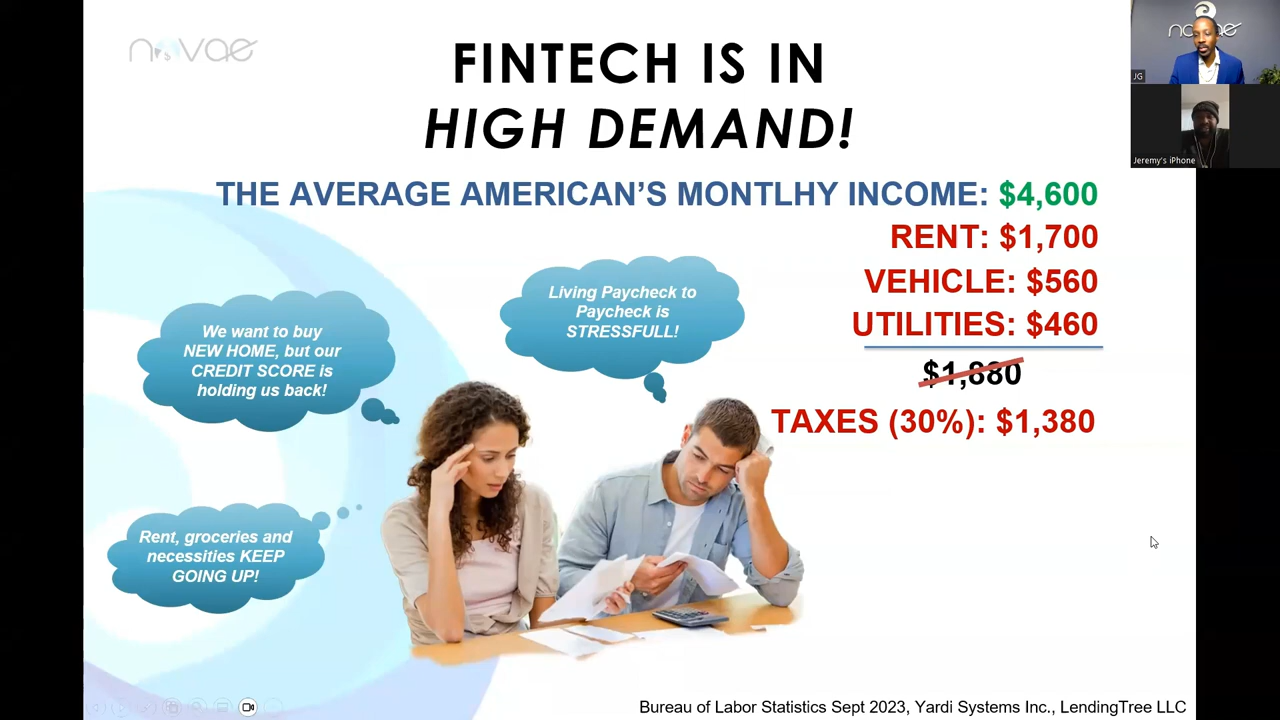 novae
FINTECH IS IN
HIGH DEMAND!
THE AVERAGE AMERICAN'S MONTLHY INCOME: $4,600
RENT: $1,700
VEHICLE: $560
UTILITIES: $460
$1,880
TAXES (30%): $1,380
Living Paycheck to
Paycheck is
STRESSFULL!
We want to buy
NEW HOME, but our
CREDIT SCORE is
holding us back!
Rent, groceries and
necessities KEEP
GOING UP!
Bureau of Labor Statistics Sept 2023, Yardi Systems Inc., LendingTree LLC
novae
JG
Jeremy's iPhone